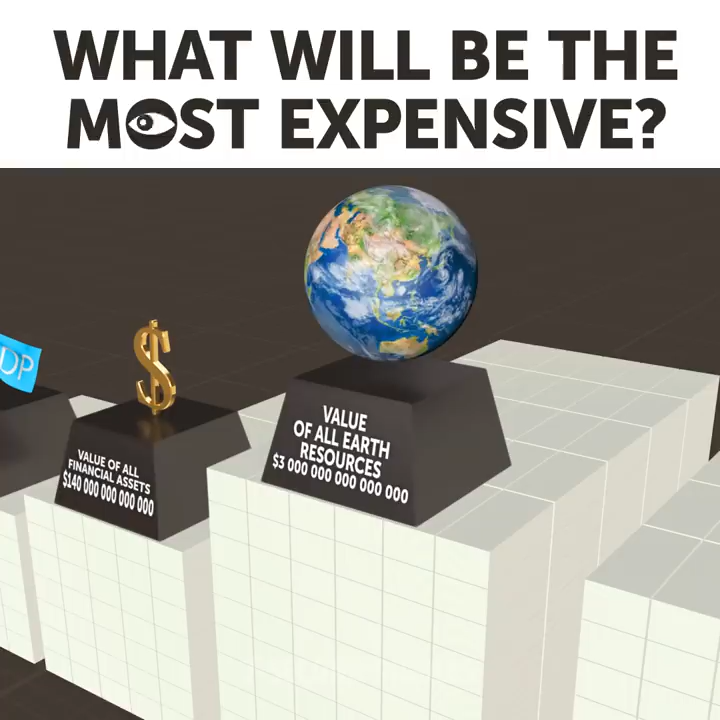 WHAT WILL BE THE
MOST EXPENSIVE?
DP
VALUE OF ALL
FINANCIAL ASSETS
$140 000 000 000 000
VALUE
OF ALL EARTH
RESOURCES
$3 000 000 000 000 000